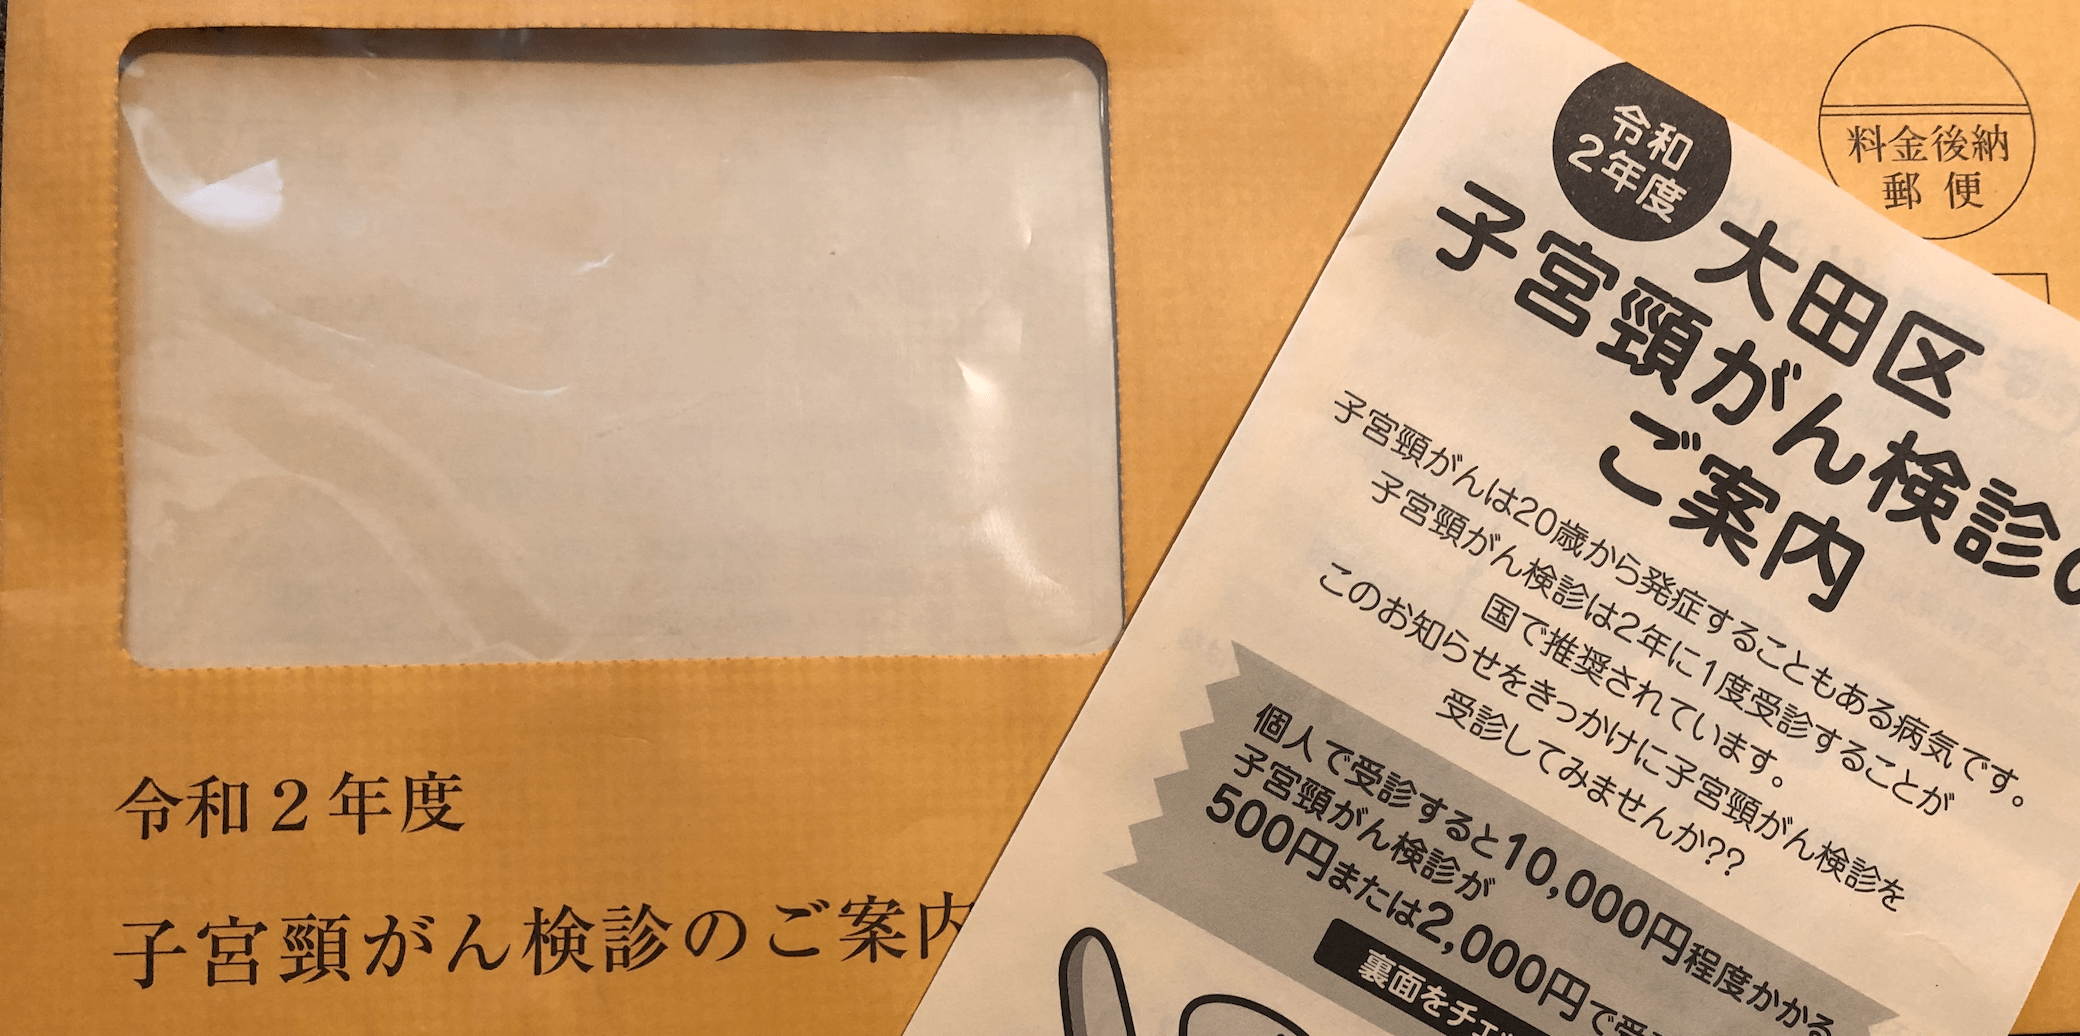 令和２年度
子宮頸がん検診のご案内
料金後納
郵便
令和
2年度
大田区
子宮頸がん検診の
ご案内
子宮頸がんは20歳から発症することもある病気です。
子宮頸がん検診は2年に1度受診することが
国で推奨されています。
このお知らせをきっかけに子宮頸がん検診を
受診してみませんか??
個人で受診すると10,000円程度かかる
子宮頸がん検診が
500円または2,000円で受
裏面をチェ